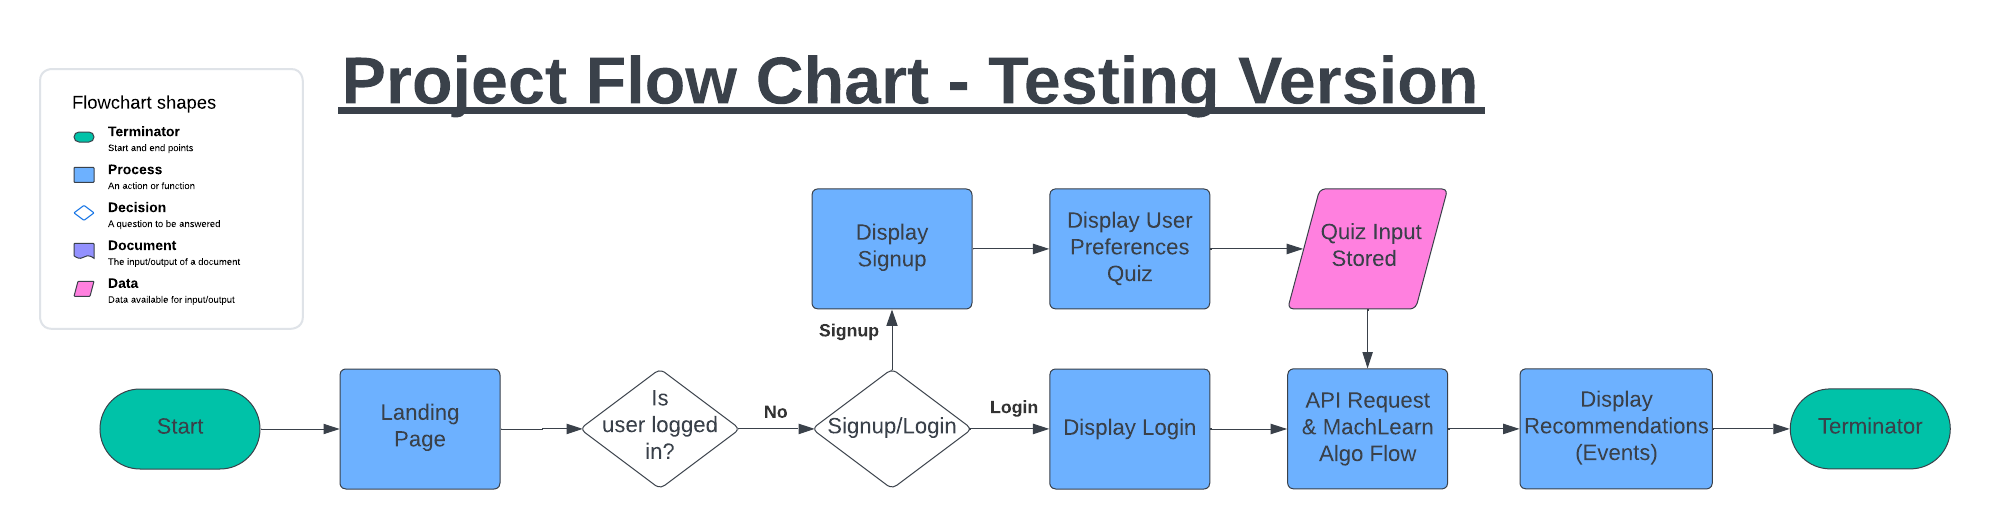 Project Flow Chart - Testing Version
Flowchart shapes
Terminator
Start and end points
Process
An action or function
Decision
A question to be answered
Document
The input/output of a document
Data
Data available for input/output
Display
Signup
Display User
Preferences
Quiz
Quiz Input
Stored
Signup
Start
Landing
Page
Is
user logged
in?
No
Signup/Login
Login
Display Login
API Request
& MachLearn
Algo Flow
Display
Recommendations
(Events)
Terminator